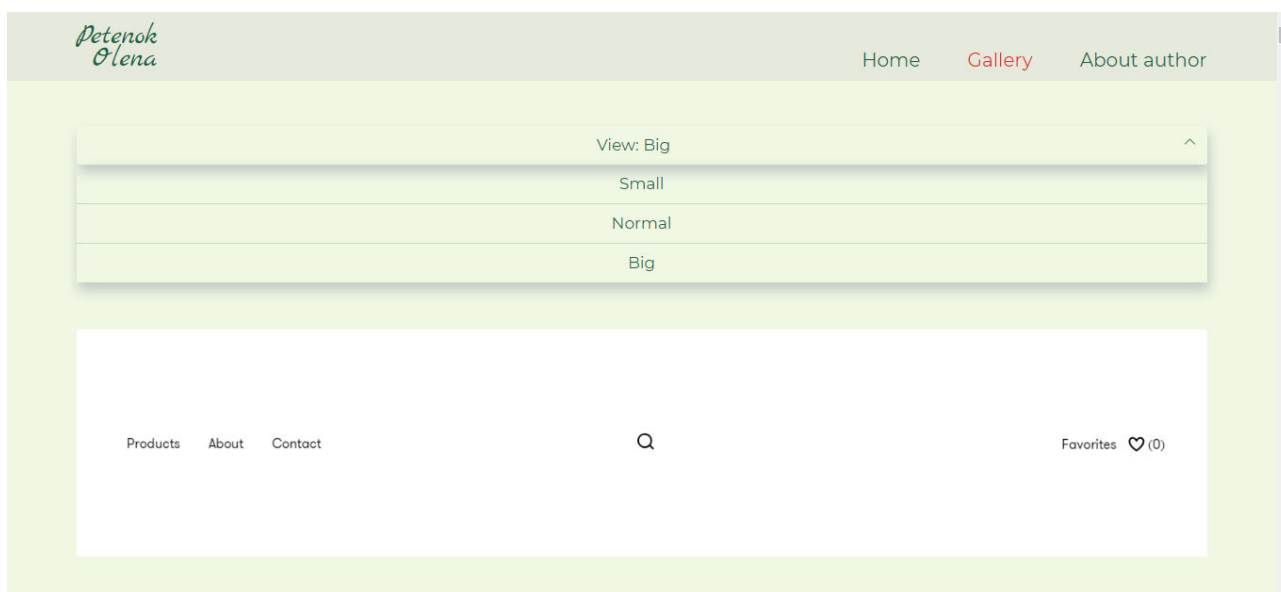 Petenok
Olena
Home Gallery About author
View: Big
Small
Normal
Big
Products About Contact Favorites (0)